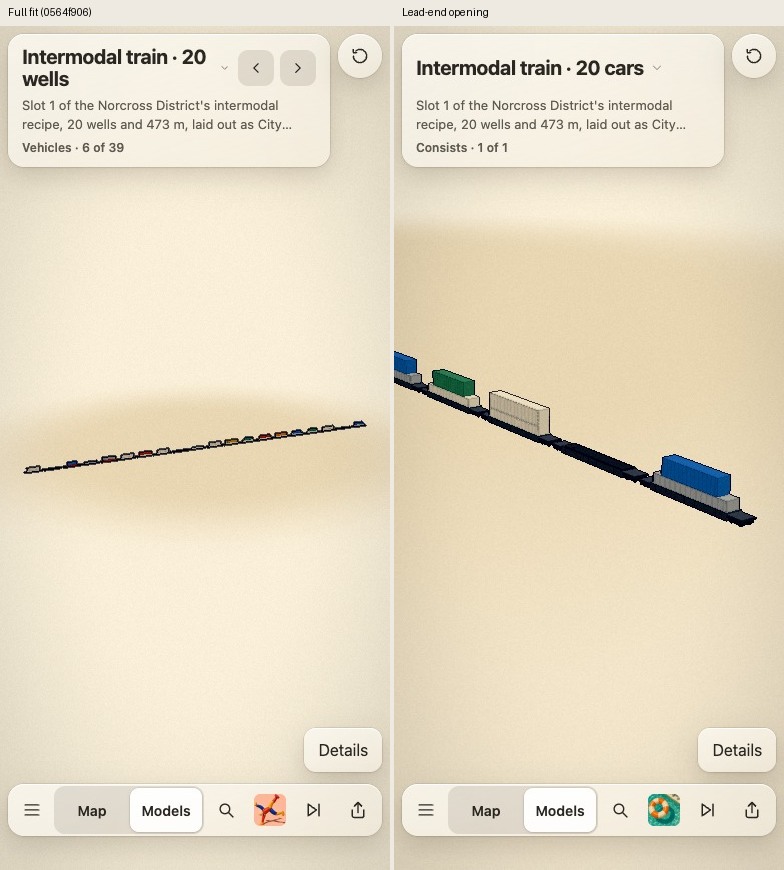 Full fit (0564f906)
Intermodal train · 20
wells
Slot 1 of the Norcross District's intermodal
recipe, 20 wells and 473 m, laid out as City...
Vehicles · 6 of 39
Details
Map
Models
Lead-end opening
Intermodal train · 20 cars
Slot 1 of the Norcross District's intermodal
recipe, 20 wells and 473 m, laid out as City...
Consists · 1 of 1
Details
Map
Models